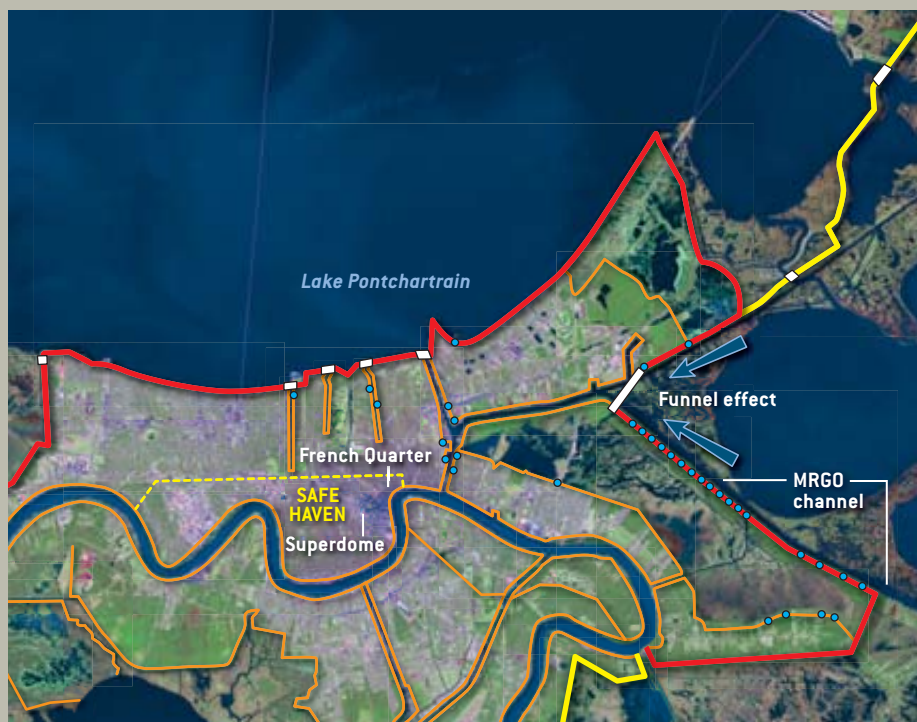 Lake Pontchartrain
Funnel effect
French Quarter
MRGO
channel
SAFE
HAVEN
Superdome